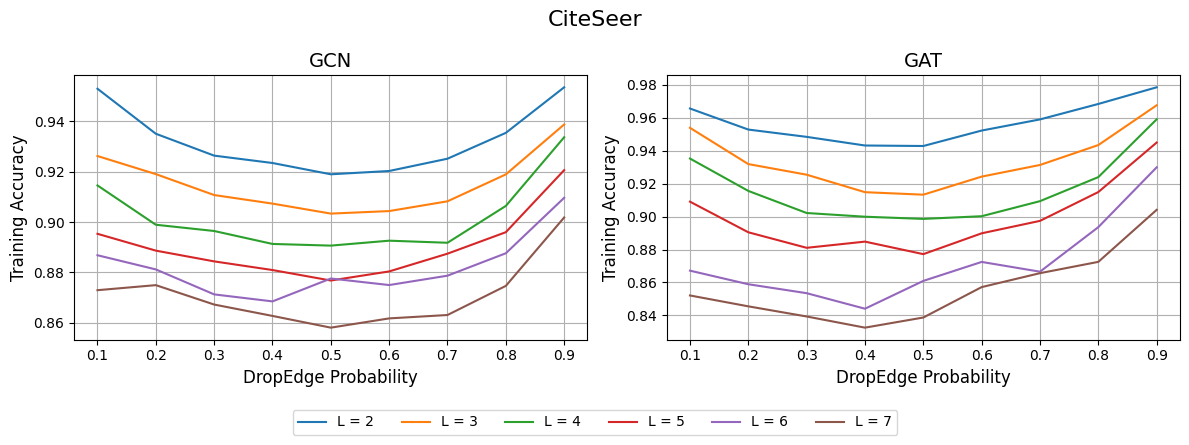 CiteSeer
GCN
Training Accuracy
0.94
0.92
0.90
0.88
0.86
0.1 0.2 0.3 0.4 0.5 0.6 0.7 0.8 0.9
DropEdge Probability
GAT
Training Accuracy
0.98
0.96
0.94
0.92
0.90
0.88
0.86
0.84
0.1 0.2 0.3 0.4 0.5 0.6 0.7 0.8 0.9
DropEdge Probability
L = 2 L = 3 L = 4 L = 5 L = 6 L = 7